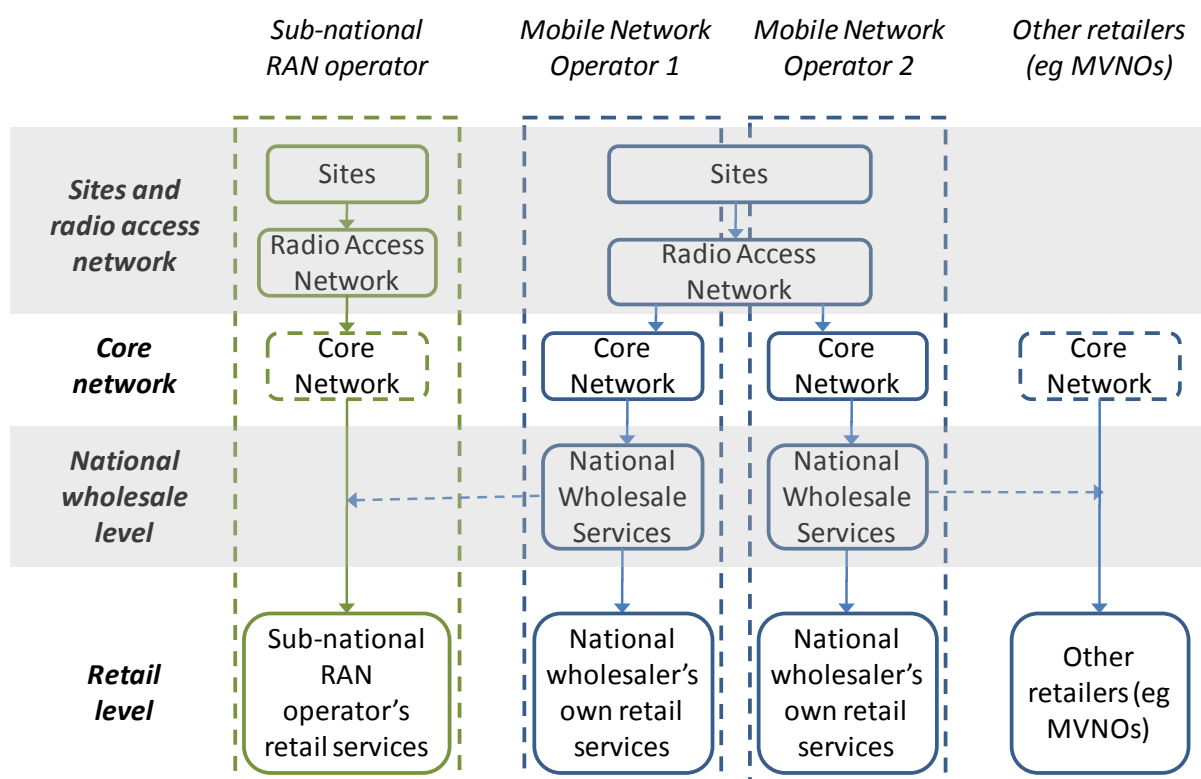 Sub-national
RAN operator
Mobile Network
Operator 1
Mobile Network
Operator 2
Other retailers
(eg MVNOs)
Sites and
radio access
network
Sites
Sites
Radio Access
Network
Radio Access
Network
Core
network
Core
Network
Core
Network
Core
Network
Core
Network
National
wholesale
level
National
Wholesale
Services
National
Wholesale
Services
Retail
level
Sub-national
RAN
operator's
retail services
National
wholesaler's
own retail
services
National
wholesaler's
own retail
services
Other
retailers (eg
MVNOs)